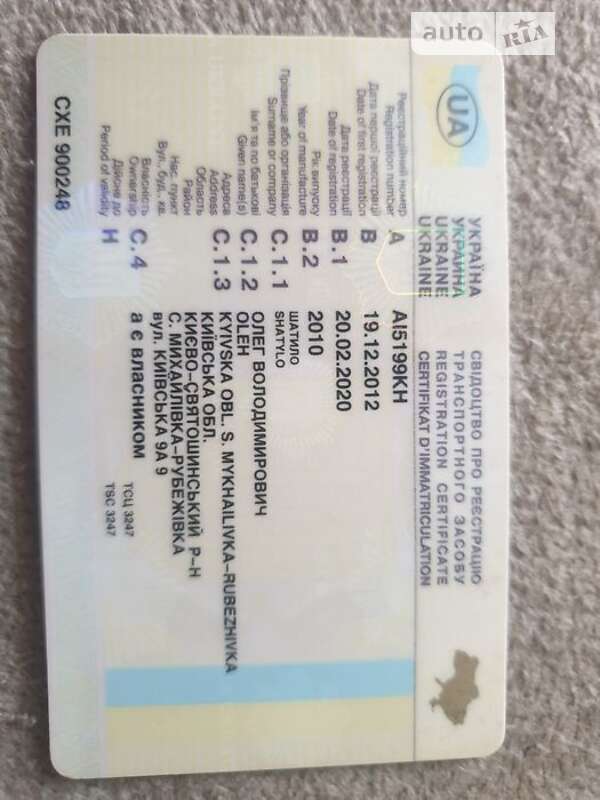 auto RIA
UA
УКРАЇНА
УКРАИНА
UKRAINE
UKRAINE
СВІДОЦТВО ПРО РЕЄСТРАЦІЮ
ТРАНСПОРТНОГО ЗАСОБУ
REGISTRATION CERTIFICATE
CERTIFIKAT D'IMMATRICULATION
Реєстраційний номер
Registration number A AI5199KH
Дата першої реєстрації
Date of first registration B 19.12.2012
Дата реєстрації
Date of registration B.1 20.02.2020
Рік випуску
Year of manufacture B.2 2010
Прізвище або організація
Surname or company C.1.1 ШАТИЛО
SHATYLO
Ім'я та по батькові
Given name(s) C.1.2 ОЛЕГ ВОЛОДИМИРОВИЧ
OLEH
Адреса
Address C.1.3 KYIVSKA OBL. S. MYKHAILIVKA-RUBEZHIVKA
Область КИЇВСЬКА ОБЛ.
Район КИЄВО-СВЯТОШИНСЬКИЙ Р-Н
Нас. пункт С. МИХАЙЛІВКА-РУБЕЖІВКА
Вул., буд., кв. ВУЛ. КИЇВСЬКА 9А 9
Власність
Ownership C.4 а є ВЛАСНИКОМ
Дійсне до
Period of validity H
ТСЦ 3247
TSC 3247
СХЕ 900248